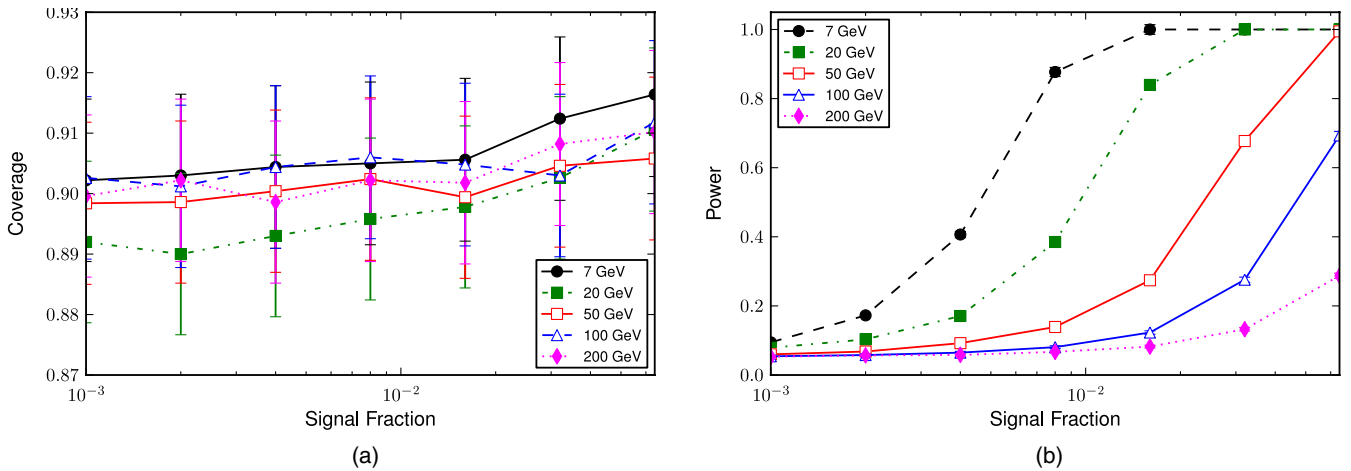 0.93
0.92
0.91
0.90
0.89
0.88
0.87
Coverage
10⁻³
10⁻²
Signal Fraction
7 GeV
20 GeV
50 GeV
100 GeV
200 GeV
(a)
1.0
0.8
0.6
0.4
0.2
0.0
Power
10⁻³
10⁻²
Signal Fraction
7 GeV
20 GeV
50 GeV
100 GeV
200 GeV
(b)